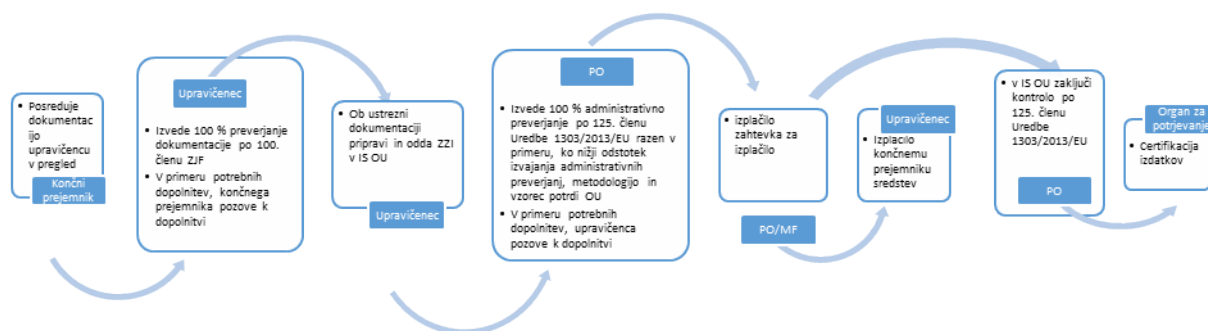 • Posreduje
dokumentac
ijo
upravičencu
v pregled
Končni
prejemnik
Upravičenec
• Izvede 100 % preverjanje
dokumentacije po 100.
členu ZJF
• V primeru potrebnih
dopolnitev, končnega
prejemnika pozove k
dopolnitvi
• Ob ustrezni
dokumentaciji
pripravi in odda ZZI
v IS OU
Upravičenec
PO
• Izvede 100 % administrativno
preverjanje po 125. členu
Uredbe 1303/2013/EU razen v
primeru, ko nižji odstotek
izvajanja administrativnih
preverjanj, metodologijo in
vzorec potrdi OU
• V primeru potrebnih
dopolnitev, upravičenca
pozove k dopolnitvi
• izplačilo
zahtevka za
izplačilo
PO/MF
Upravičenec
• Izplačilo
končnemu
prejemniku
sredstev
• v IS OU zaključi
kontrolo po
125. členu
Uredbe
1303/2013/EU
PO
Organ za
potrjevanje
• Certifikacija
izdatkov